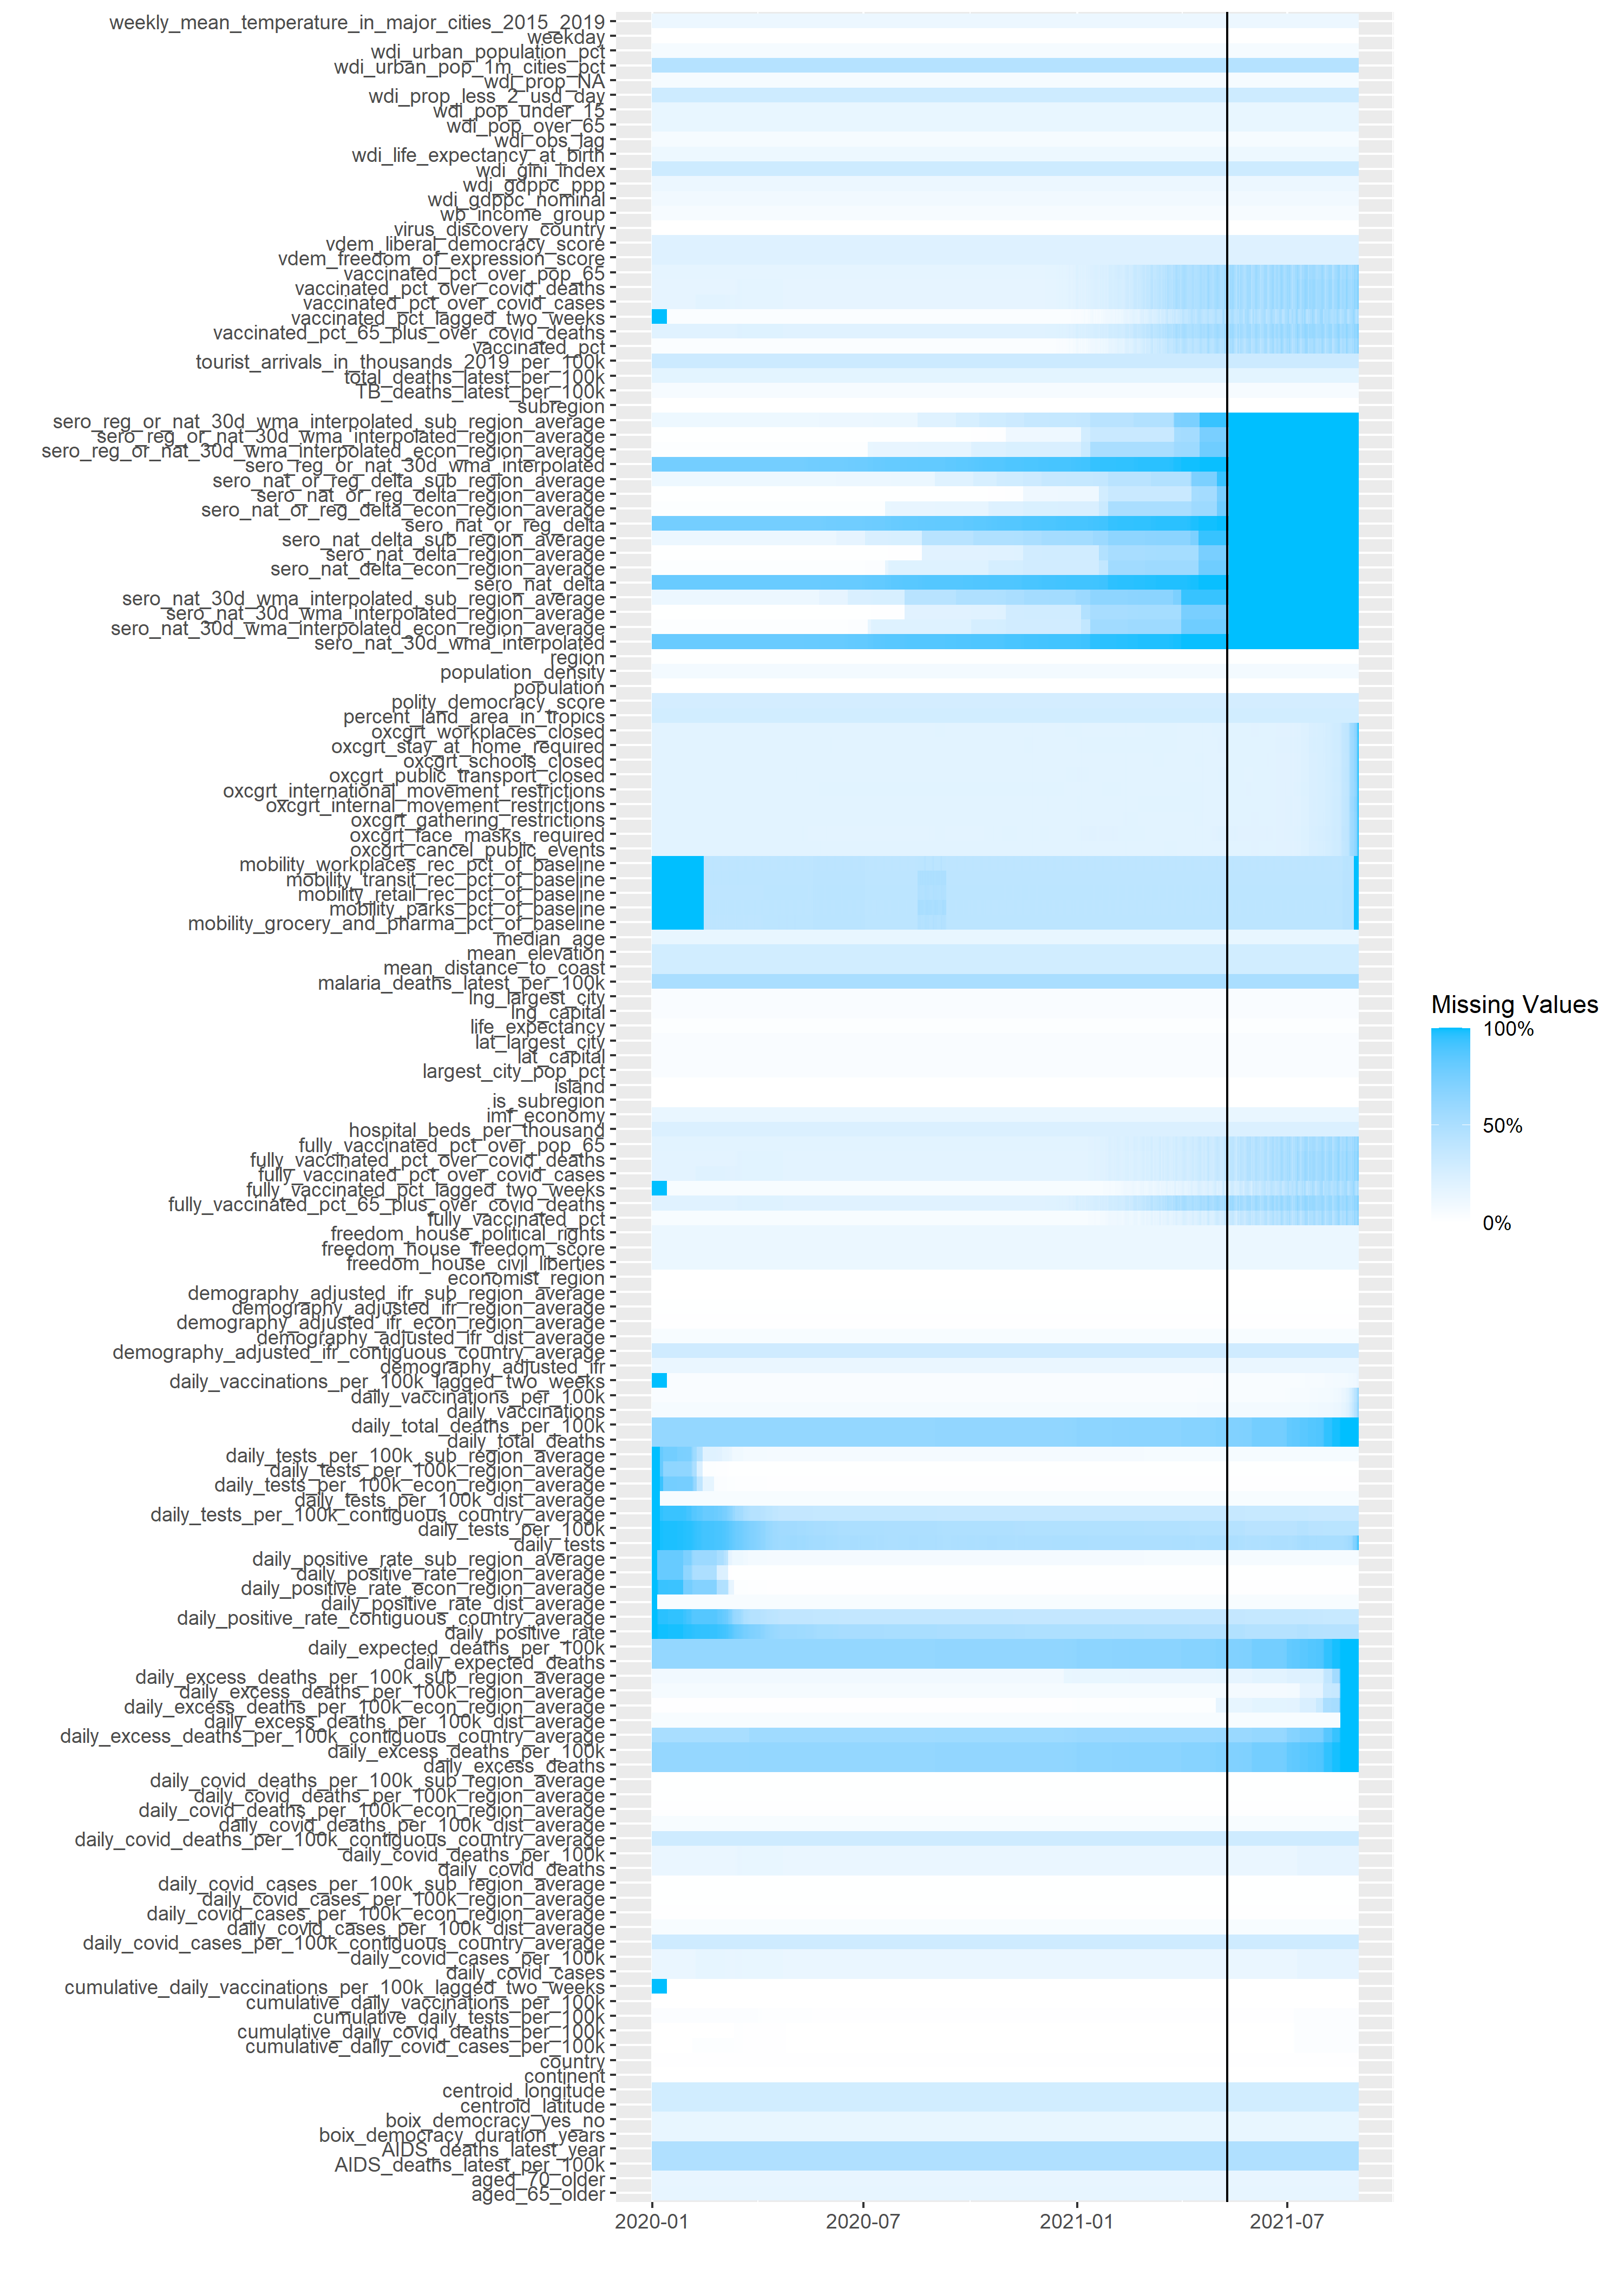 weekly_mean_temperature_in_major_cities_2015_2019
weekday
wdi_urban_population_pct
wdi_urban_pop_1m_cities_pct
wdi_prop_NA
wdi_prop_less_2_usd_day
wdi_pop_under_15
wdi_pop_over_65
wdi_obs_lag
wdi_life_expectancy_at_birth
wdi_gini_index
wdi_gdppc_ppp
wdi_gdppc_nominal
wb_income_group
virus_discovery_country
vdem_liberal_democracy_score
vdem_freedom_of_expression_score
vaccinated_pct_over_pop_65
vaccinated_pct_over_covid_deaths
vaccinated_pct_over_covid_cases
vaccinated_pct_lagged_two_weeks
vaccinated_pct_65_plus_over_covid_deaths
vaccinated_pct
tourist_arrivals_in_thousands_2019_per_100k
total_deaths_latest_per_100k
TB_deaths_latest_per_100k
subregion
sero_reg_or_nat_30d_wma_interpolated_sub_region_average
sero_reg_or_nat_30d_wma_interpolated_region_average
sero_reg_or_nat_30d_wma_interpolated_econ_region_average
sero_reg_or_nat_30d_wma_interpolated
sero_nat_or_reg_delta_sub_region_average
sero_nat_or_reg_delta_region_average
sero_nat_or_reg_delta_econ_region_average
sero_nat_or_reg_delta
sero_nat_delta_sub_region_average
sero_nat_delta_region_average
sero_nat_delta_econ_region_average
sero_nat_delta
sero_nat_30d_wma_interpolated_sub_region_average
sero_nat_30d_wma_interpolated_region_average
sero_nat_30d_wma_interpolated_econ_region_average
sero_nat_30d_wma_interpolated
region
population_density
population
polity_democracy_score
percent_land_area_in_tropics
oxcgrt_workplaces_closed
oxcgrt_stay_at_home_required
oxcgrt_schools_closed
oxcgrt_public_transport_closed
oxcgrt_international_movement_restrictions
oxcgrt_internal_movement_restrictions
oxcgrt_gathering_restrictions
oxcgrt_face_masks_required
oxcgrt_cancel_public_events
mobility_workplaces_rec_pct_of_baseline
mobility_transit_rec_pct_of_baseline
mobility_retail_rec_pct_of_baseline
mobility_parks_pct_of_baseline
mobility_grocery_and_pharma_pct_of_baseline
median_age
mean_elevation
mean_distance_to_coast
malaria_deaths_latest_per_100k
lng_largest_city
lng_capital
life_expectancy
lat_largest_city
lat_capital
largest_city_pop_pct
island
is_subregion
imf_economy
hospital_beds_per_thousand
fully_vaccinated_pct_over_pop_65
fully_vaccinated_pct_over_covid_deaths
fully_vaccinated_pct_over_covid_cases
fully_vaccinated_pct_lagged_two_weeks
fully_vaccinated_pct_65_plus_over_covid_deaths
fully_vaccinated_pct
freedom_house_political_rights
freedom_house_freedom_score
freedom_house_civil_liberties
economist_region
demography_adjusted_ifr_sub_region_average
demography_adjusted_ifr_region_average
demography_adjusted_ifr_econ_region_average
demography_adjusted_ifr_dist_average
demography_adjusted_ifr_contiguous_country_average
demography_adjusted_ifr
daily_vaccinations_per_100k_lagged_two_weeks
daily_vaccinations_per_100k
daily_vaccinations
daily_total_deaths_per_100k
daily_total_deaths
daily_tests_per_100k_sub_region_average
daily_tests_per_100k_region_average
daily_tests_per_100k_econ_region_average
daily_tests_per_100k_dist_average
daily_tests_per_100k_contiguous_country_average
daily_tests_per_100k
daily_tests
daily_positive_rate_sub_region_average
daily_positive_rate_region_average
daily_positive_rate_econ_region_average
daily_positive_rate_dist_average
daily_positive_rate_contiguous_country_average
daily_positive_rate
daily_expected_deaths_per_100k
daily_expected_deaths
daily_excess_deaths_per_100k_sub_region_average
daily_excess_deaths_per_100k_region_average
daily_excess_deaths_per_100k_econ_region_average
daily_excess_deaths_per_100k_dist_average
daily_excess_deaths_per_100k_contiguous_country_average
daily_excess_deaths_per_100k
daily_excess_deaths
daily_covid_deaths_per_100k_sub_region_average
daily_covid_deaths_per_100k_region_average
daily_covid_deaths_per_100k_econ_region_average
daily_covid_deaths_per_100k_dist_average
daily_covid_deaths_per_100k_contiguous_country_average
daily_covid_deaths_per_100k
daily_covid_deaths
daily_covid_cases_per_100k_sub_region_average
daily_covid_cases_per_100k_region_average
daily_covid_cases_per_100k_econ_region_average
daily_covid_cases_per_100k_dist_average
daily_covid_cases_per_100k_contiguous_country_average
daily_covid_cases_per_100k
daily_covid_cases
cumulative_daily_vaccinations_per_100k_lagged_two_weeks
cumulative_daily_vaccinations_per_100k
cumulative_daily_tests_per_100k
cumulative_daily_covid_deaths_per_100k
cumulative_daily_covid_cases_per_100k
country
continent
centroid_longitude
centroid_latitude
boix_democracy_yes_no
boix_democracy_duration_years
AIDS_deaths_latest_year
AIDS_deaths_latest_per_100k
aged_70_older
aged_65_older
2020-01
2020-07
2021-01
2021-07
Missing Values
100%
50%
0%